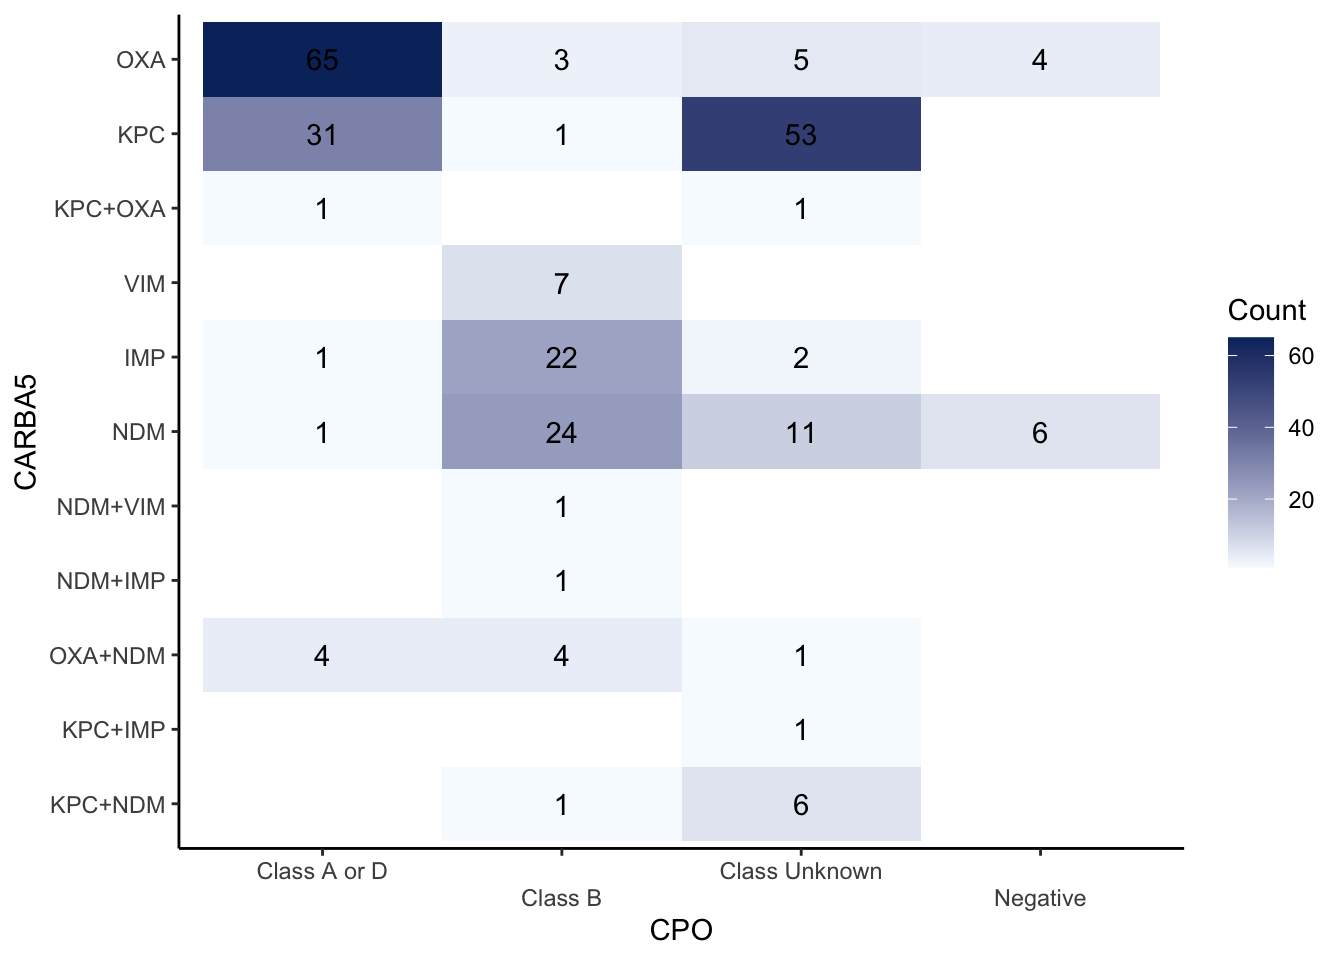 OXA 65 3 5 4
KPC 31 1 53
KPC+OXA 1 1
VIM 7
IMP 1 22 2
NDM 1 24 11 6
NDM+VIM 1
NDM+IMP 1
OXA+NDM 4 4 1
KPC+IMP 1
KPC+NDM 1 6
CARBA5
Class A or D Class Unknown
Class B Negative
CPO
Count
60
40
20